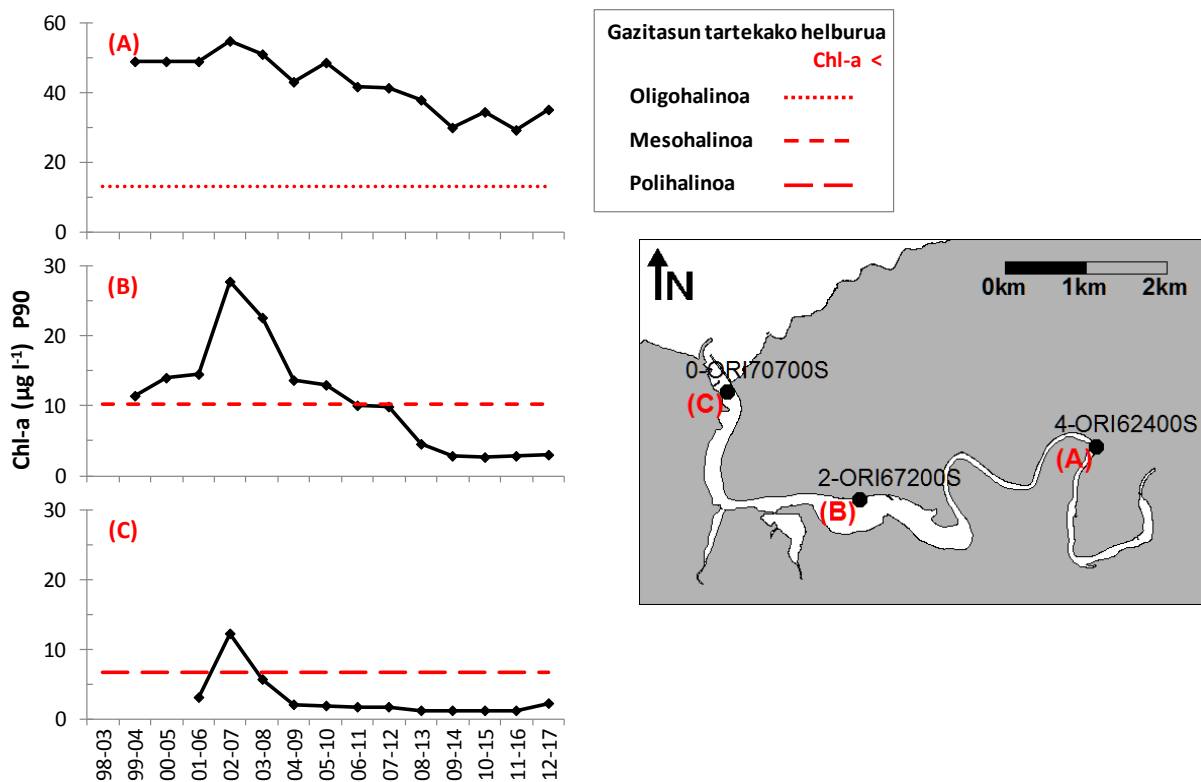 Chl-a (µg l-1) P90
(A)
60
40
20
0
(B)
30
20
10
0
(C)
30
20
10
0
98-03
99-04
00-05
01-06
02-07
03-08
04-09
05-10
06-11
07-12
08-13
09-14
10-15
11-16
12-17
Gazitasun tartekako helburua
Chl-a <
Oligohalinoa
Mesohalinoa
Polihalinoa
N
0km 1km 2km
0-ORI70700S
(C)
4-ORI62400S
(A)
2-ORI67200S
(B)